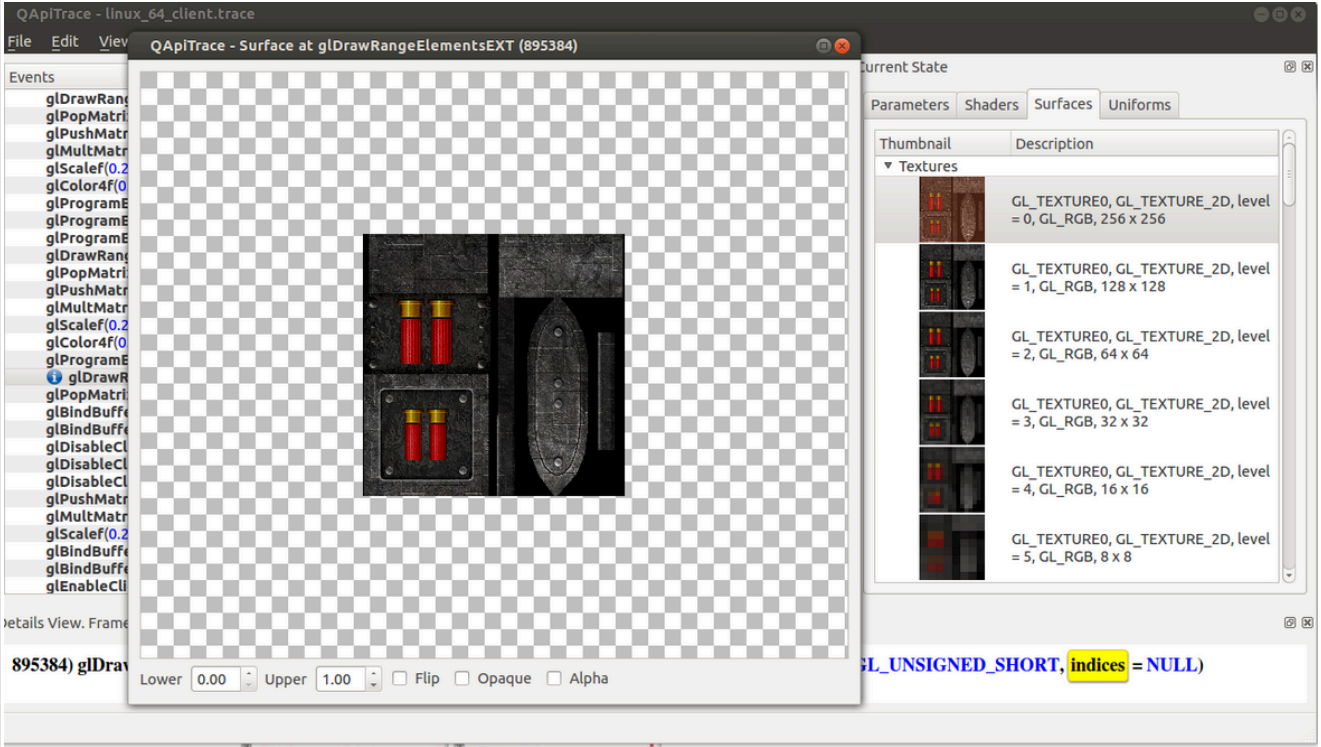 QApiTrace - linux_64_client.trace
File Edit View
QApiTrace - Surface at glDrawRangeElementsEXT (895384)
Events
glDrawRang
glPopMatri
glPushMatr
glMultMatr
glScalef(0.2
glColor4f(0
glProgramE
glProgramE
glProgramE
glDrawRang
glPopMatri
glPushMatr
glMultMatr
glScalef(0.2
glColor4f(0
glProgramE
glDrawR
glPopMatri
glBindBuffe
glBindBuffe
glDisableCl
glDisableCl
glDisableCl
glPushMatr
glMultMatr
glScalef(0.2
glBindBuffe
glBindBuffe
glEnableCli
Lower 0.00 Upper 1.00 Flip Opaque Alpha
Current State
Parameters Shaders Surfaces Uniforms
Thumbnail Description
Textures
GL_TEXTURE0, GL_TEXTURE_2D, level
= 0, GL_RGB, 256 x 256
GL_TEXTURE0, GL_TEXTURE_2D, level
= 1, GL_RGB, 128 x 128
GL_TEXTURE0, GL_TEXTURE_2D, level
= 2, GL_RGB, 64 x 64
GL_TEXTURE0, GL_TEXTURE_2D, level
= 3, GL_RGB, 32 x 32
GL_TEXTURE0, GL_TEXTURE_2D, level
= 4, GL_RGB, 16 x 16
GL_TEXTURE0, GL_TEXTURE_2D, level
= 5, GL_RGB, 8 x 8
Details View. Frame
895384) glDraw GL_UNSIGNED_SHORT, indices = NULL)